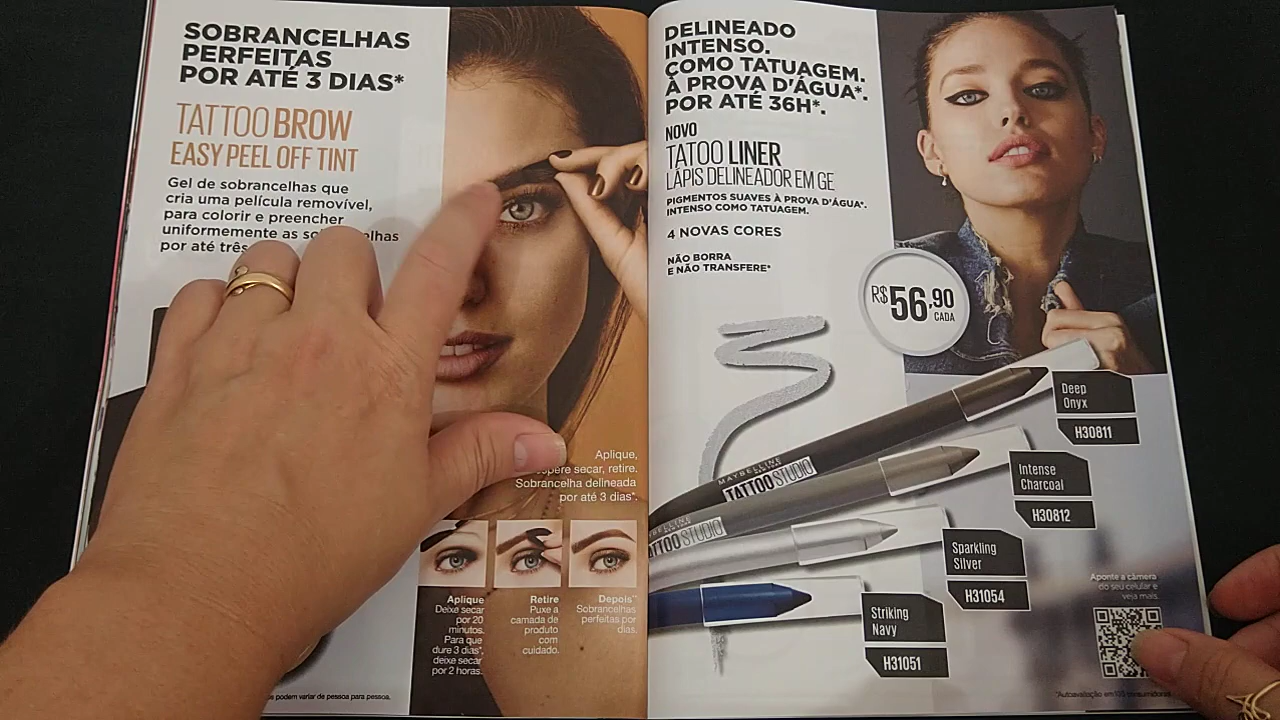 SOBRANCELHAS
PERFEITAS
POR ATÉ 3 DIAS*
TATTOO BROW
EASY PEEL OFF TINT
Gel de sobrancelhas que
cria uma película removível,
para colorir e preencher
uniformemente as
por até três
Aplique,
secar, retire.
Sobrancelha delineada
por até 3 dias*.
Aplique
Deixe secar
por 20
minutos.
Para que
dure 3 dias*,
deixe secar
por 2 horas.
Retire
Puxe a
camada de
produto
com
cuidado.
Depois**
Sobrancelhas
perfeitas por
dias.
podem variar de pessoa para pessoa.
DELINEADO
INTENSO.
COMO TATUAGEM.
À PROVA D'ÁGUA*.
POR ATÉ 36H*.
NOVO
TATOO LINER
LÁPIS DELINEADOR EM GE
PIGMENTOS SUAVES À PROVA D'ÁGUA*.
INTENSO COMO TATUAGEM.
4 NOVAS CORES
NÃO BORRA
E NÃO TRANSFERE*
R$56,90
CADA
Deep
Onyx
H30811
MAYBELLINE
TATTOO STUDIO
Intense
Charcoal
H30812
TATTOO STUDIO
Sparkling
Silver
H31054
Striking
Navy
H31051
Aponte a câmera
do seu celular e
veja mais.
*Autoavaliação em consumidoras